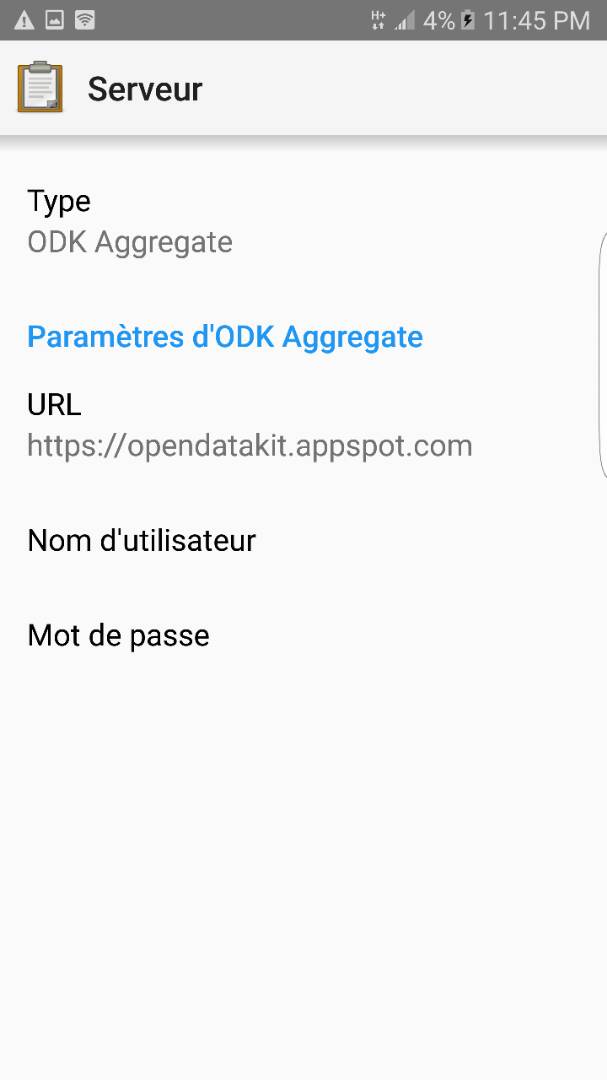 H+ 4% 11:45 PM
Serveur
Type
ODK Aggregate
Paramètres d'ODK Aggregate
URL
https://opendatakit.appspot.com
Nom d'utilisateur
Mot de passe